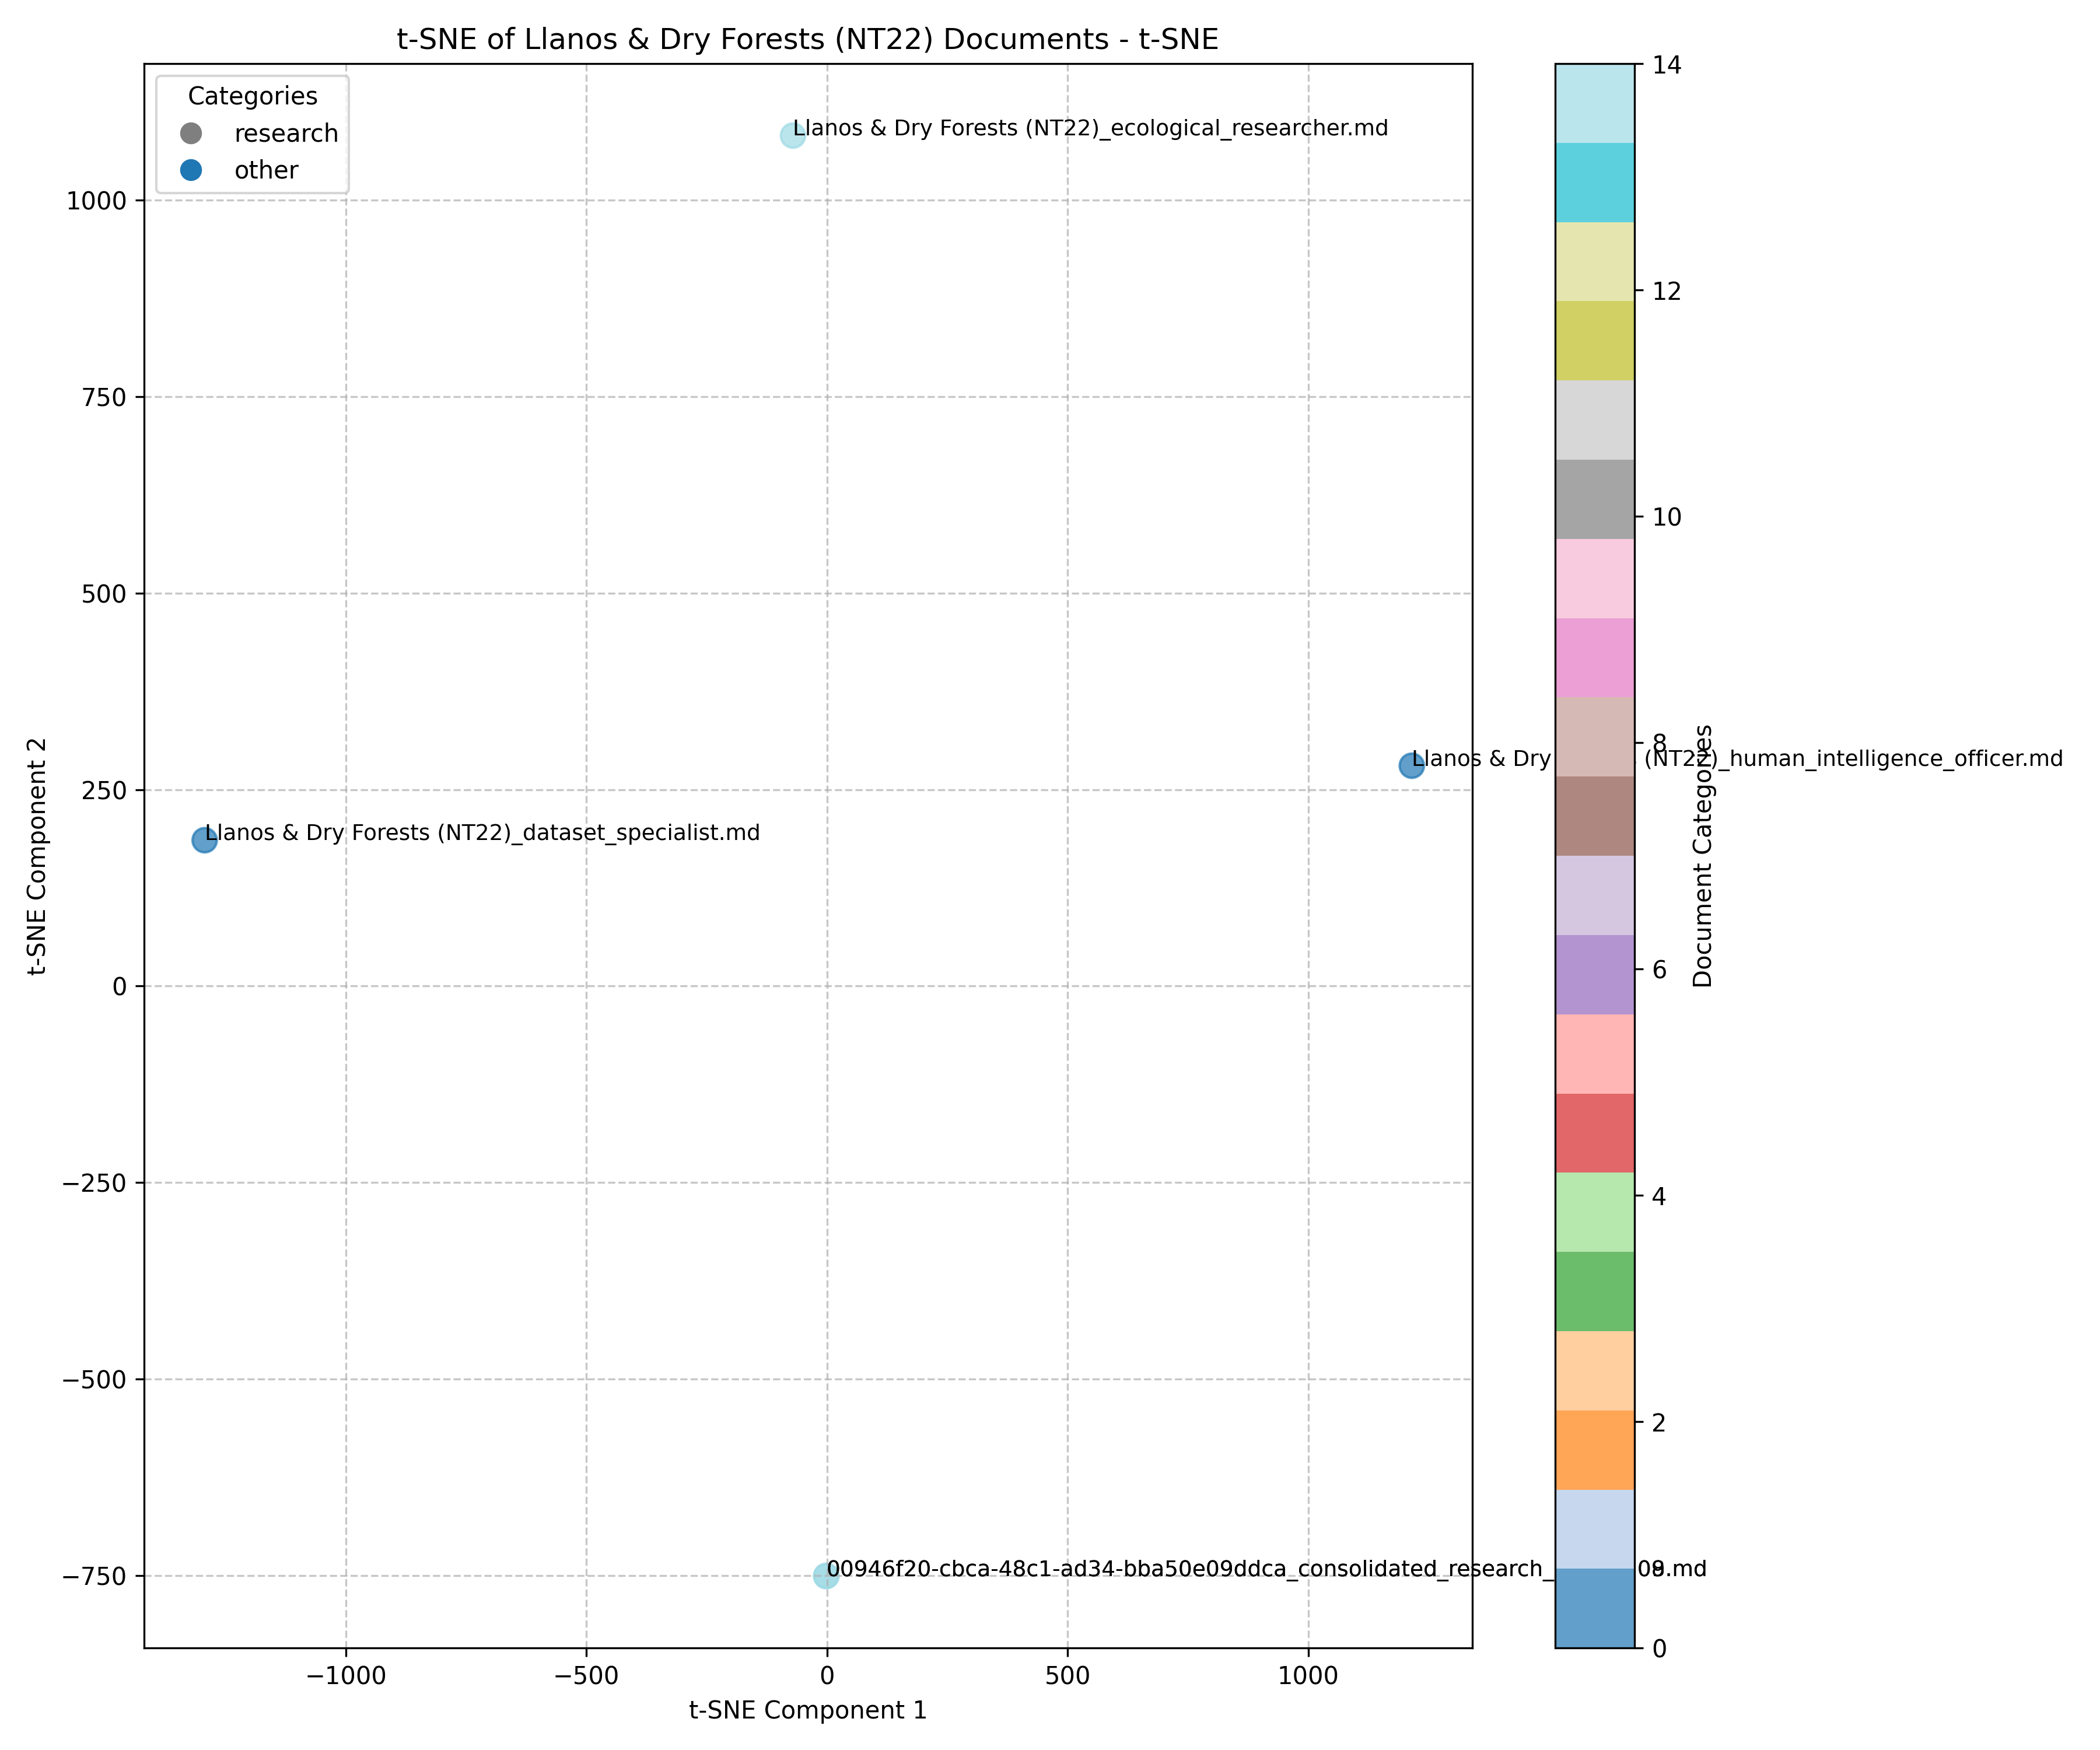 t-SNE of Llanos & Dry Forests (NT22) Documents - t-SNE
Categories
research
other
Llanos & Dry Forests (NT22)_ecological_researcher.md
Llanos & Dry (NT22)_human_intelligence_officer.md
Llanos & Dry Forests (NT22)_dataset_specialist.md
00946f20-cbca-48c1-ad34-bba50e09ddca_consolidated_research_ .md
1000
750
500
250
0
−250
−500
−750
t-SNE Component 2
−1000
−500
0
500
1000
t-SNE Component 1
14
12
10
8
6
4
2
0
Document Categories